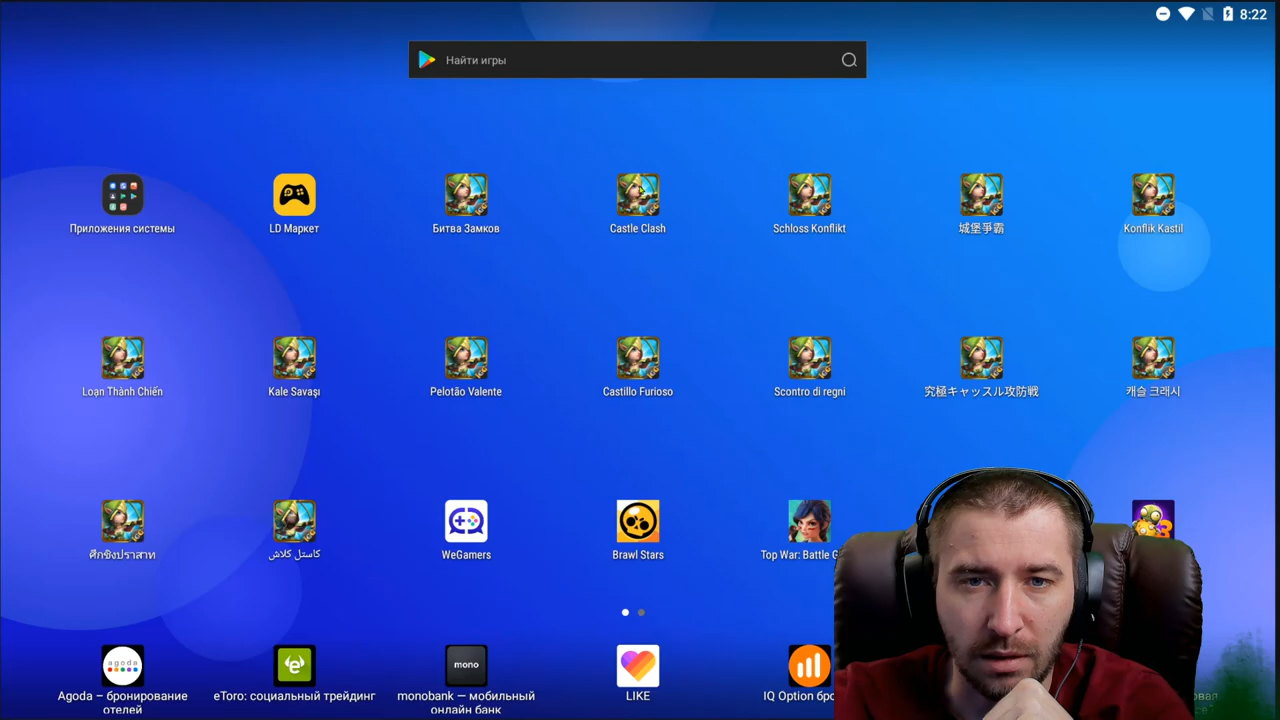 8:22
Найти игры
Приложения системы
LD Маркет
Битва Замков
Castle Clash
Schloss Konflikt
城堡爭霸
Konflik Kastil
Loạn Thành Chiến
Kale Savaşı
Pelotão Valente
Castillo Furioso
Scontro di regni
究極キャッスル攻防戦
캐슬 크래시
ศึกชิงปราสาท
كاستل كلاش
WeGamers
Brawl Stars
Top War: Battle G
agoda
mono
Agoda – бронирование
отелей
eToro: социальный трейдинг
monobank — мобильный
онлайн банк
LIKE
IQ Option бро